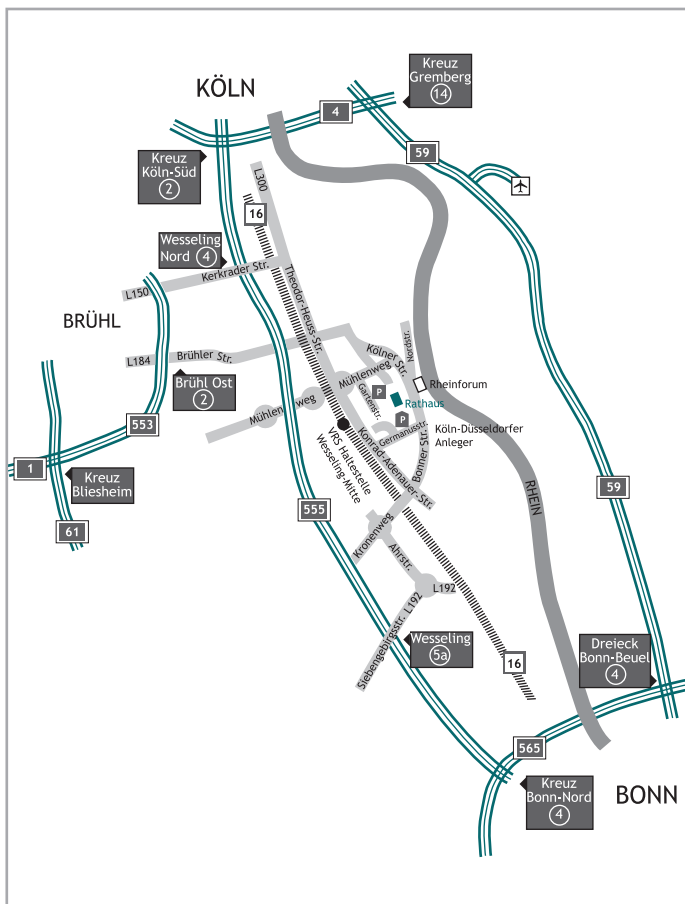 Kreuz
Gremberg
14
KÖLN
4
59
Kreuz
Köln-Süd
2
L300
16
Wesseling
Nord 4
Kerkrader Str.
L150
Theodor-Heuss-Str.
BRÜHL
L184
Brühler Str.
Kölner Str.
Nordstr.
Mühlenweg
Gartenstr.
P
Rheinforum
Rathaus
Brühl Ost
2
Mühlen weg
P
Germanusstr.
Köln-Düsseldorfer
Anleger
553
VRS Haltestelle
Wesseling-Mitte
Konrad-Adenauer-Str.
Bonner Str.
1
Kreuz
Bliesheim
59
RHEIN
555
61
Kronenweg
Ahrstr.
L192
L192
Siebengebirgsstr.
Wesseling
5a
16
Dreieck
Bonn-Beuel
4
565
Kreuz
Bonn-Nord
4
BONN